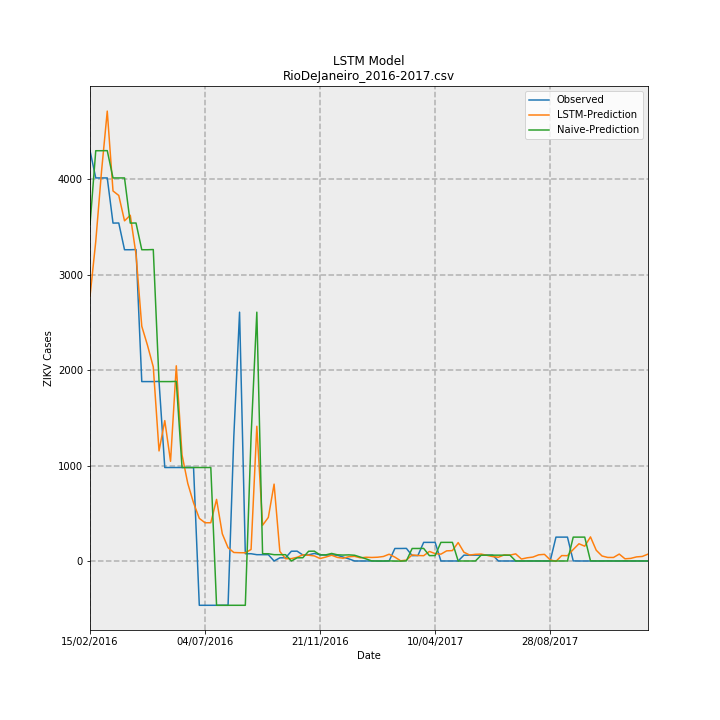 LSTM Model
RioDeJaneiro_2016-2017.csv
Observed
LSTM-Prediction
Naive-Prediction
ZIKV Cases
4000
3000
2000
1000
0
15/02/2016
04/07/2016
21/11/2016
10/04/2017
28/08/2017
Date